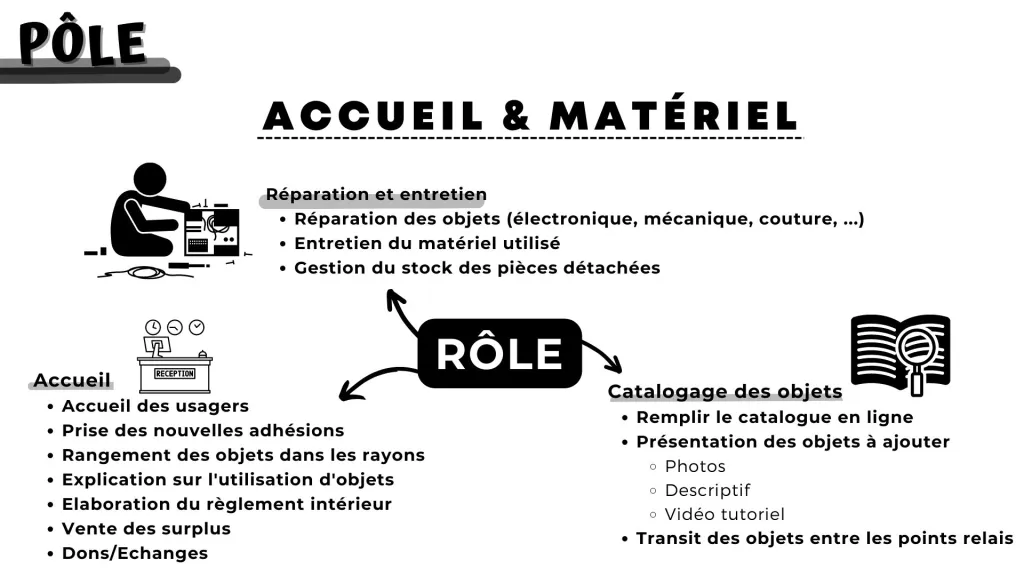 PÔLE
ACCUEIL & MATÉRIEL
Réparation et entretien
• Réparation des objets (électronique, mécanique, couture, ...)
• Entretien du matériel utilisé
• Gestion du stock des pièces détachées
RÔLE
RECEPTION
Accueil
• Accueil des usagers
• Prise des nouvelles adhésions
• Rangement des objets dans les rayons
• Explication sur l'utilisation d'objets
• Elaboration du règlement intérieur
• Vente des surplus
• Dons/Echanges
Catalogage des objets
• Remplir le catalogue en ligne
• Présentation des objets à ajouter
◦ Photos
◦ Descriptif
◦ Vidéo tutoriel
• Transit des objets entre les points relais